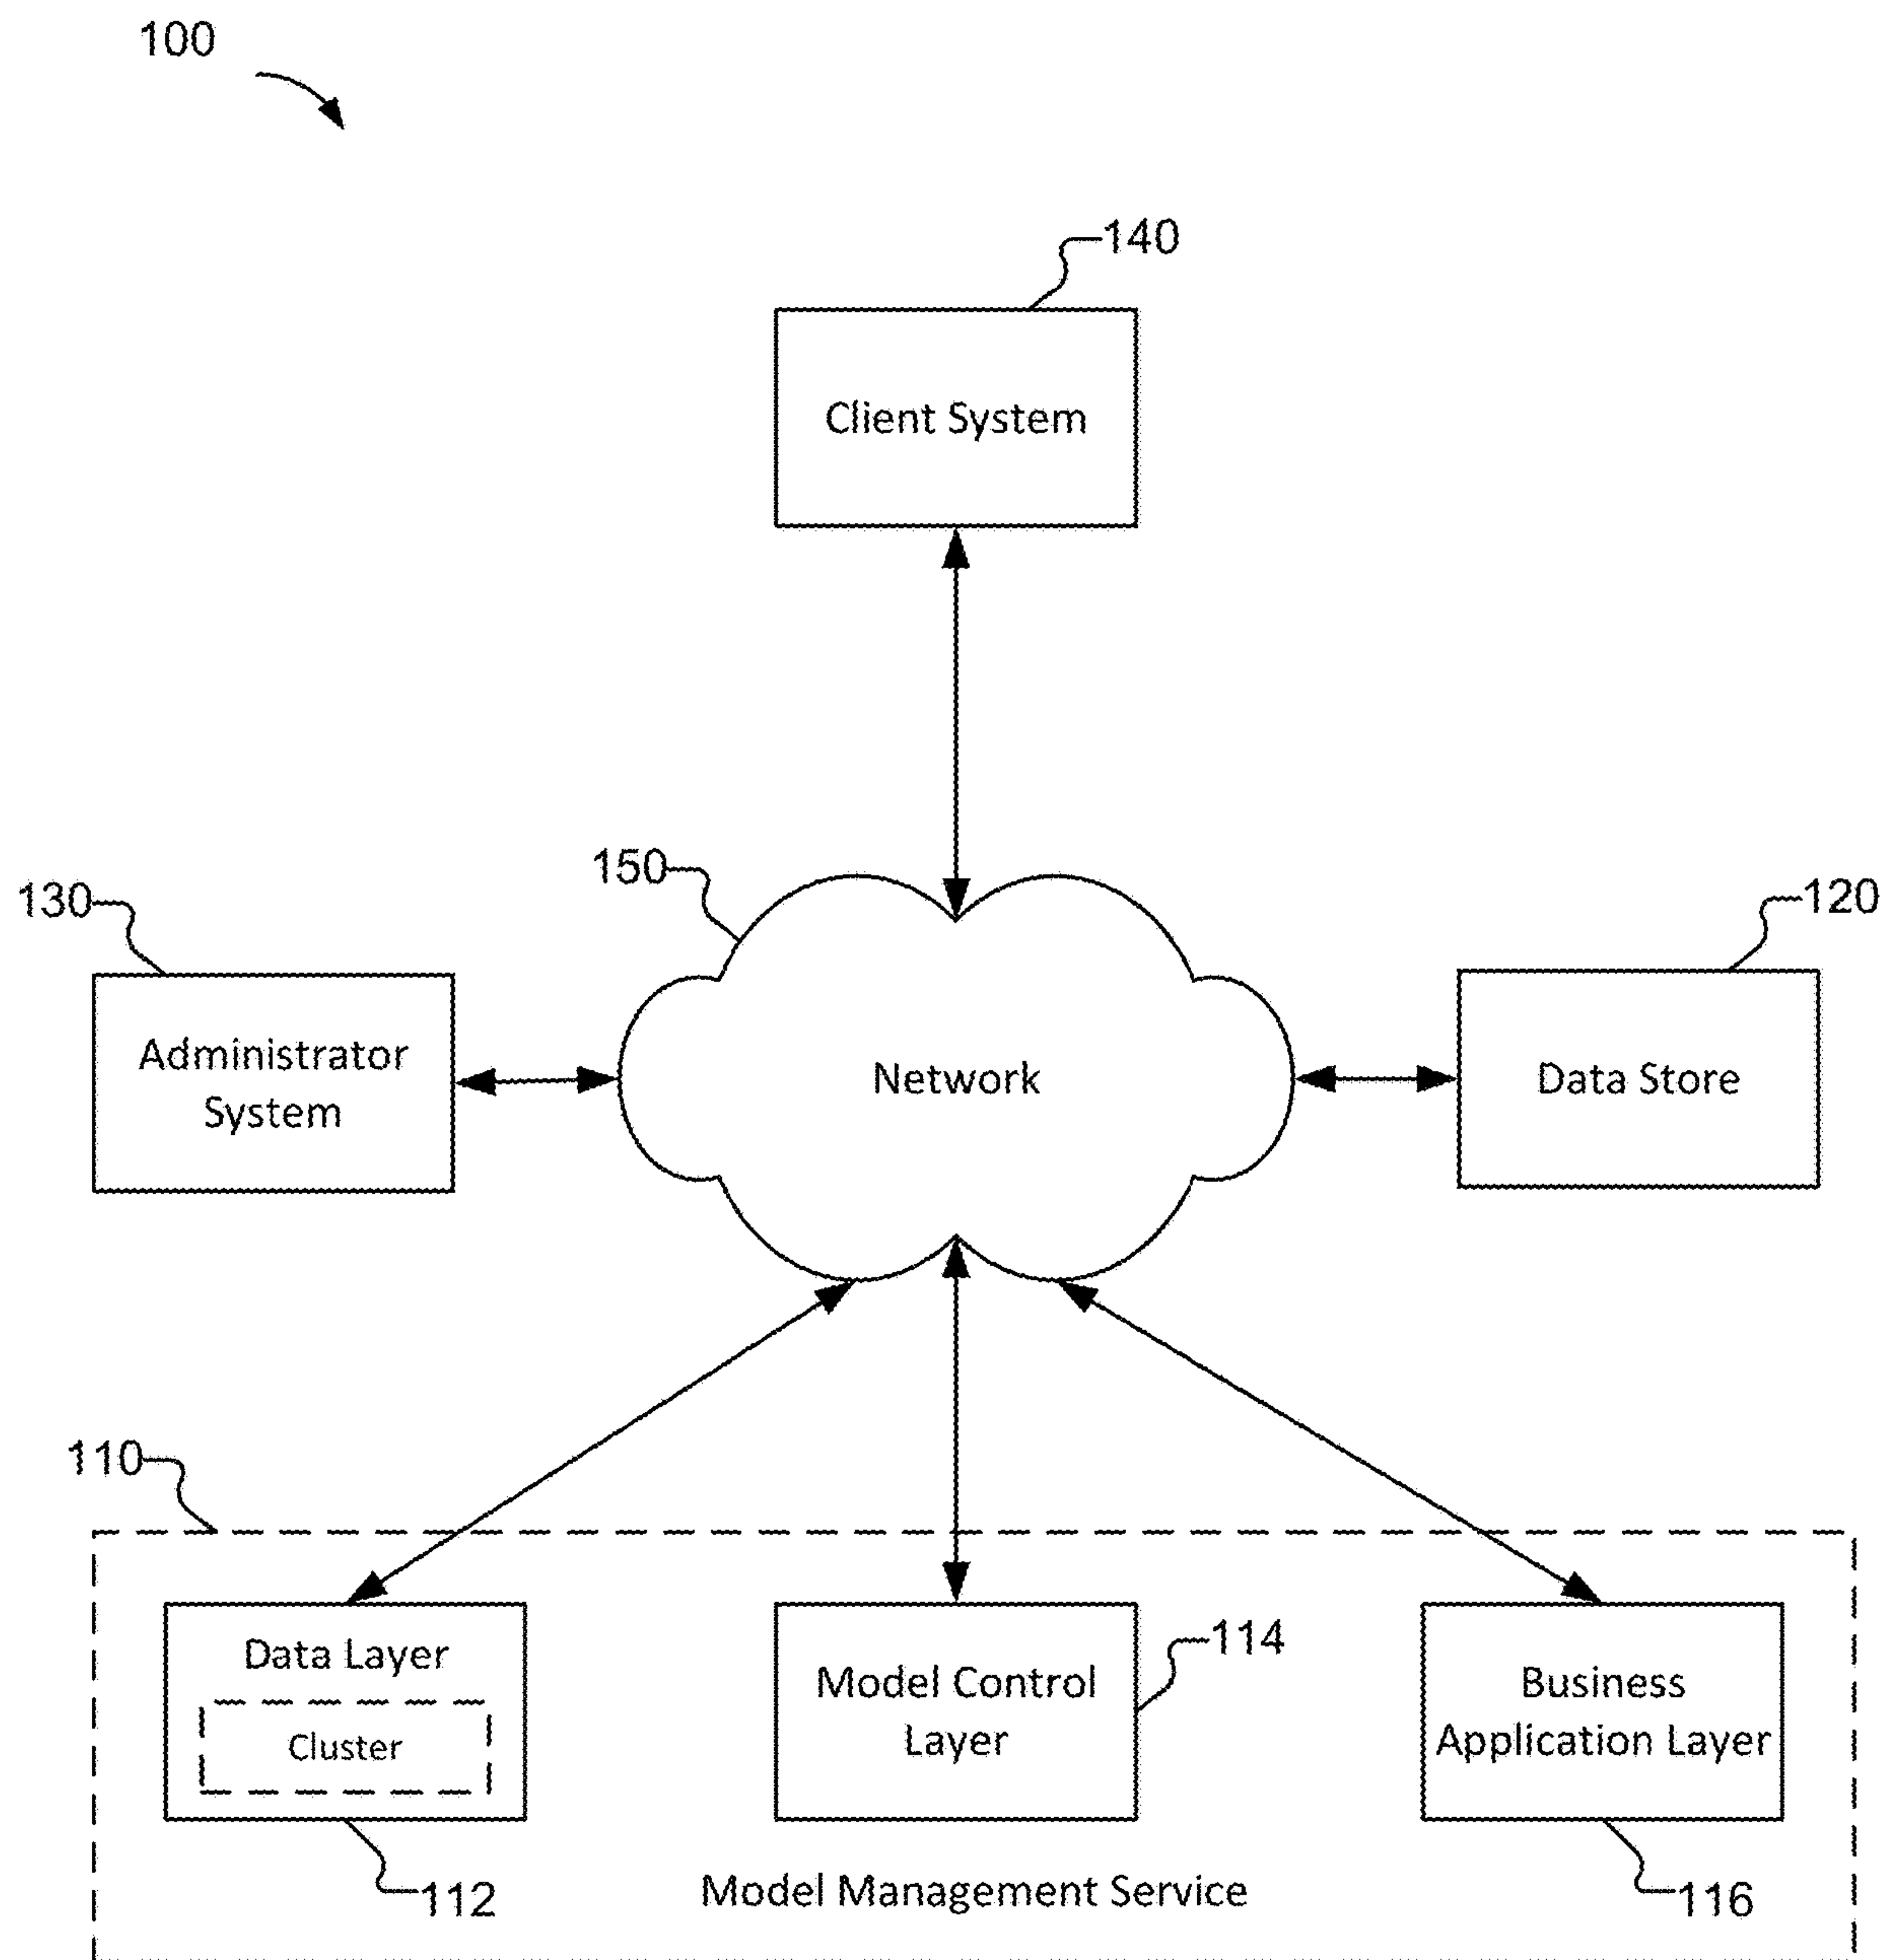 100
140
Client System
150
130
120
Administrator
System
Network
Data Store
110
Data Layer
Cluster
Model Control
Layer
114
Business
Application Layer
112
Model Management Service
116